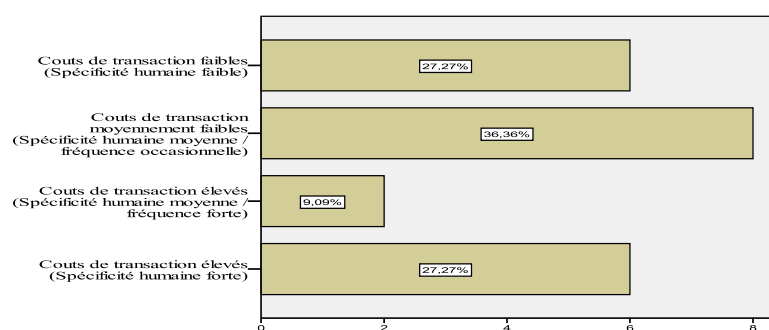 Couts de transaction faibles
(Spécificité humaine faible)
27,27%
Couts de transaction
moyennement faibles
(Spécificité humaine moyenne /
fréquence occasionnelle)
36,36%
Couts de transaction élevés
(Spécificité humaine moyenne /
fréquence forte)
9,09%
Couts de transaction élevés
(Spécificité humaine forte)
27,27%
0 2 4 6 8